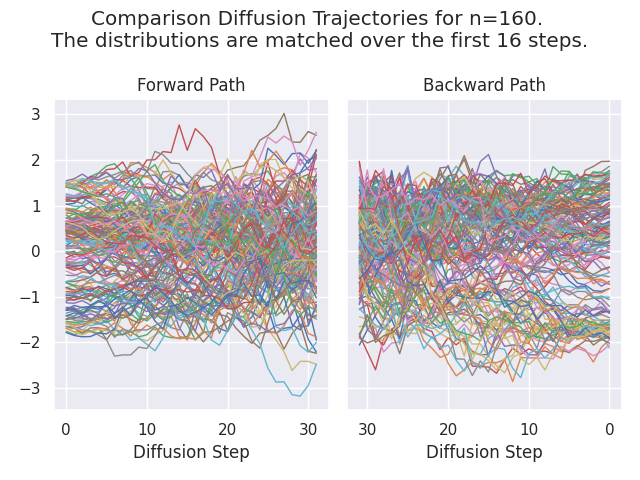 Comparison Diffusion Trajectories for n=160.
The distributions are matched over the first 16 steps.
Forward Path
Backward Path
3
2
1
0
−1
−2
−3
0 10 20 30
30 20 10 0
Diffusion Step
Diffusion Step